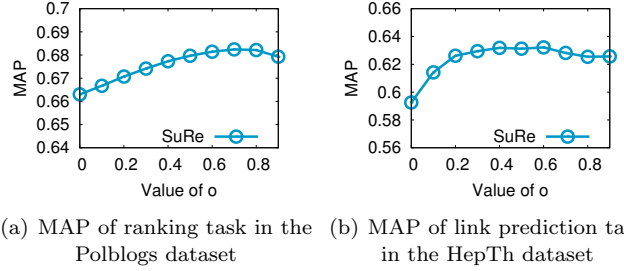 0.7
0.69
0.68
0.67
0.66
0.65
0.64
MAP
0 0.2 0.4 0.6 0.8
Value of o
SuRe
0.66
0.64
0.62
0.6
0.58
0.56
MAP
0 0.2 0.4 0.6 0.8
Value of o
SuRe
(a) MAP of ranking task in the
Polblogs dataset
(b) MAP of link prediction ta
in the HepTh dataset